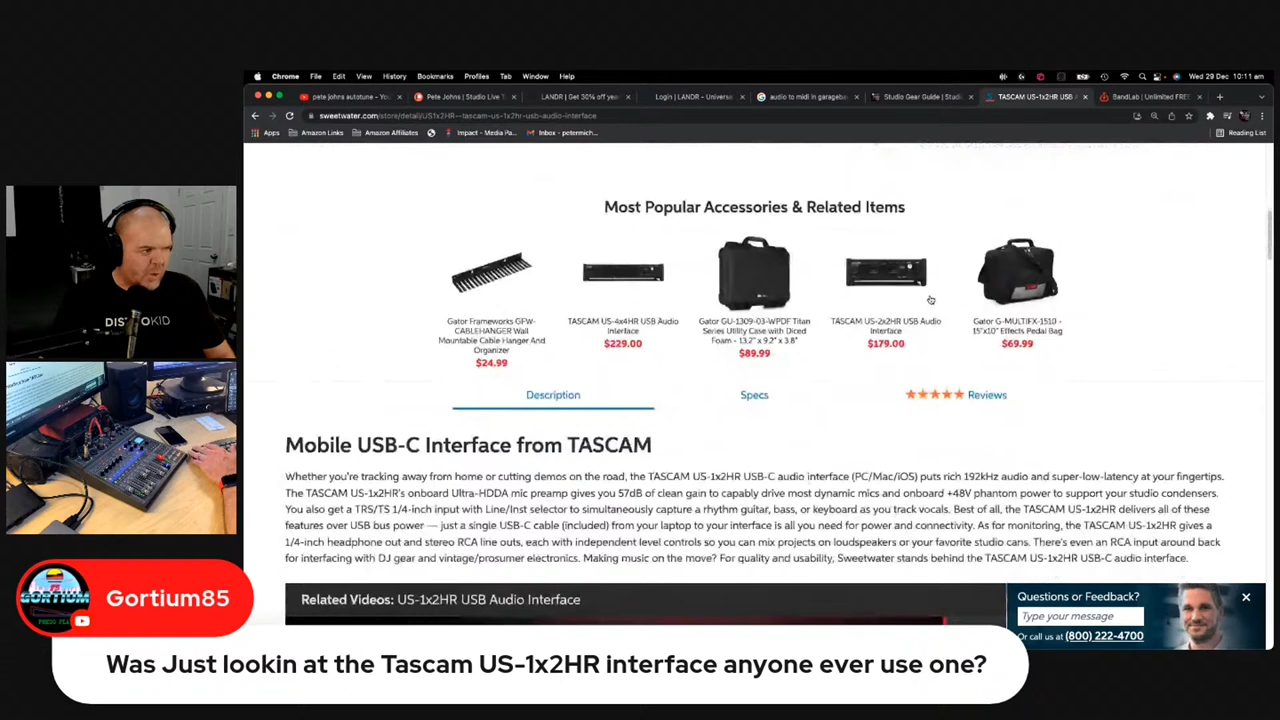 Chrome File Edit View History Bookmarks Profiles Tab Window Help
Wed 29 Dec 10:11 am
pete johns autotune - Yo
Pete Johns | Studio Live T
LANDR | Get 30% off yea
Login | LANDR - Universa
audio to midi in garageba
Studio Gear Guide | Studi
TASCAM US-1x2HR USB A
BandLab | Unlimited FREE
sweetwater.com/store/detail/US1x2HR--tascam-us-1x2hr-usb-audio-interface
Apps Amazon Links Amazon Affiliates Impact - Media Pa... Inbox - petermich... Reading List
Most Popular Accessories & Related Items
Gator Frameworks GFW-
CABLEHANGER Wall
Mountable Cable Hanger And
Organizer
$24.99
TASCAM US-4x4HR USB Audio
Interface
$229.00
Gator GU-1309-03-WPDF Titan
Series Utility Case with Diced
Foam - 13.2" x 9.2" x 3.8"
$89.99
TASCAM US-2x2HR USB Audio
Interface
$179.00
Gator G-MULTIFX-1510 -
15"x10" Effects Pedal Bag
$69.99
Description Specs Reviews
Mobile USB-C Interface from TASCAM
Whether you're tracking away from home or cutting demos on the road, the TASCAM US-1x2HR USB-C audio interface (PC/Mac/iOS) puts rich 192kHz audio and super-low-latency at your fingertips.
The TASCAM US-1x2HR's onboard Ultra-HDDA mic preamp gives you 57dB of clean gain to capably drive most dynamic mics and onboard +48V phantom power to support your studio condensers.
You also get a TRS/TS 1/4-inch input with Line/Inst selector to simultaneously capture a rhythm guitar, bass, or keyboard as you track vocals. Best of all, the TASCAM US-1x2HR delivers all of these
features over USB bus power — just a single USB-C cable (included) from your laptop to your interface is all you need for power and connectivity. As for monitoring, the TASCAM US-1x2HR gives a
1/4-inch headphone out and stereo RCA line outs, each with independent level controls so you can mix projects on loudspeakers or your favorite studio cans. There's even an RCA input around back
for interfacing with DJ gear and vintage/prosumer electronics. Making music on the move? For quality and usability, Sweetwater stands behind the TASCAM US-1x2HR USB-C audio interface.
Related Videos: US-1x2HR USB Audio Interface
Questions or Feedback?
Type your message
Or call us at (800) 222-4700
GORTIUM
PRESS PLAY
Gortium85
Was Just lookin at the Tascam US-1x2HR interface anyone ever use one?